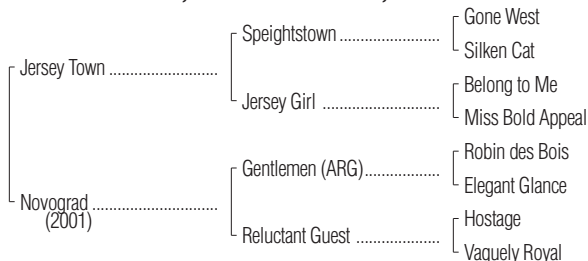 Gone West
Speightstown
Silken Cat
Jersey Town
Belong to Me
Jersey Girl
Miss Bold Appeal
Robin des Bois
Gentlemen (ARG)
Elegant Glance
Novograd
(2001)
Hostage
Reluctant Guest
Vaguely Royal